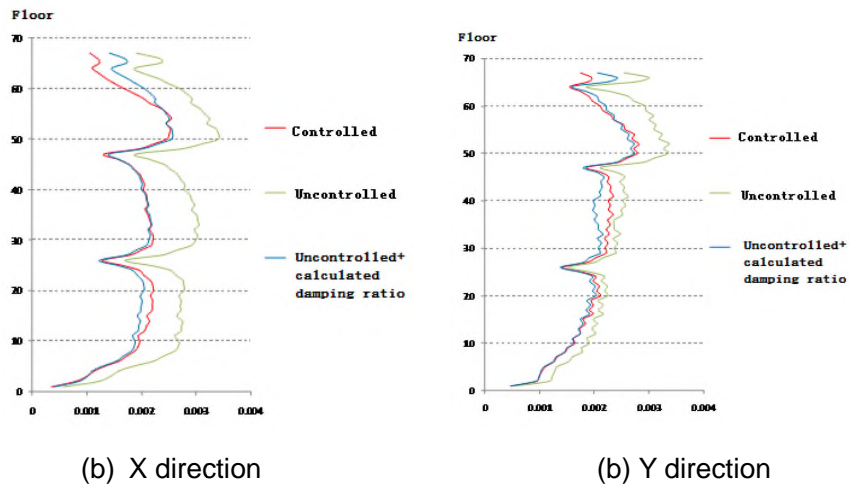 Floor
70
60
50
40
30
20
10
0
0
0.001
0.002
0.003
0.004
Controlled
Uncontrolled
Uncontrolled+
calculated
damping ratio
(b) X direction
Floor
70
60
50
40
30
20
10
0
0
0.001
0.002
0.003
0.004
Controlled
Uncontrolled
Uncontrolled+
calculated
damping ratio
(b) Y direction